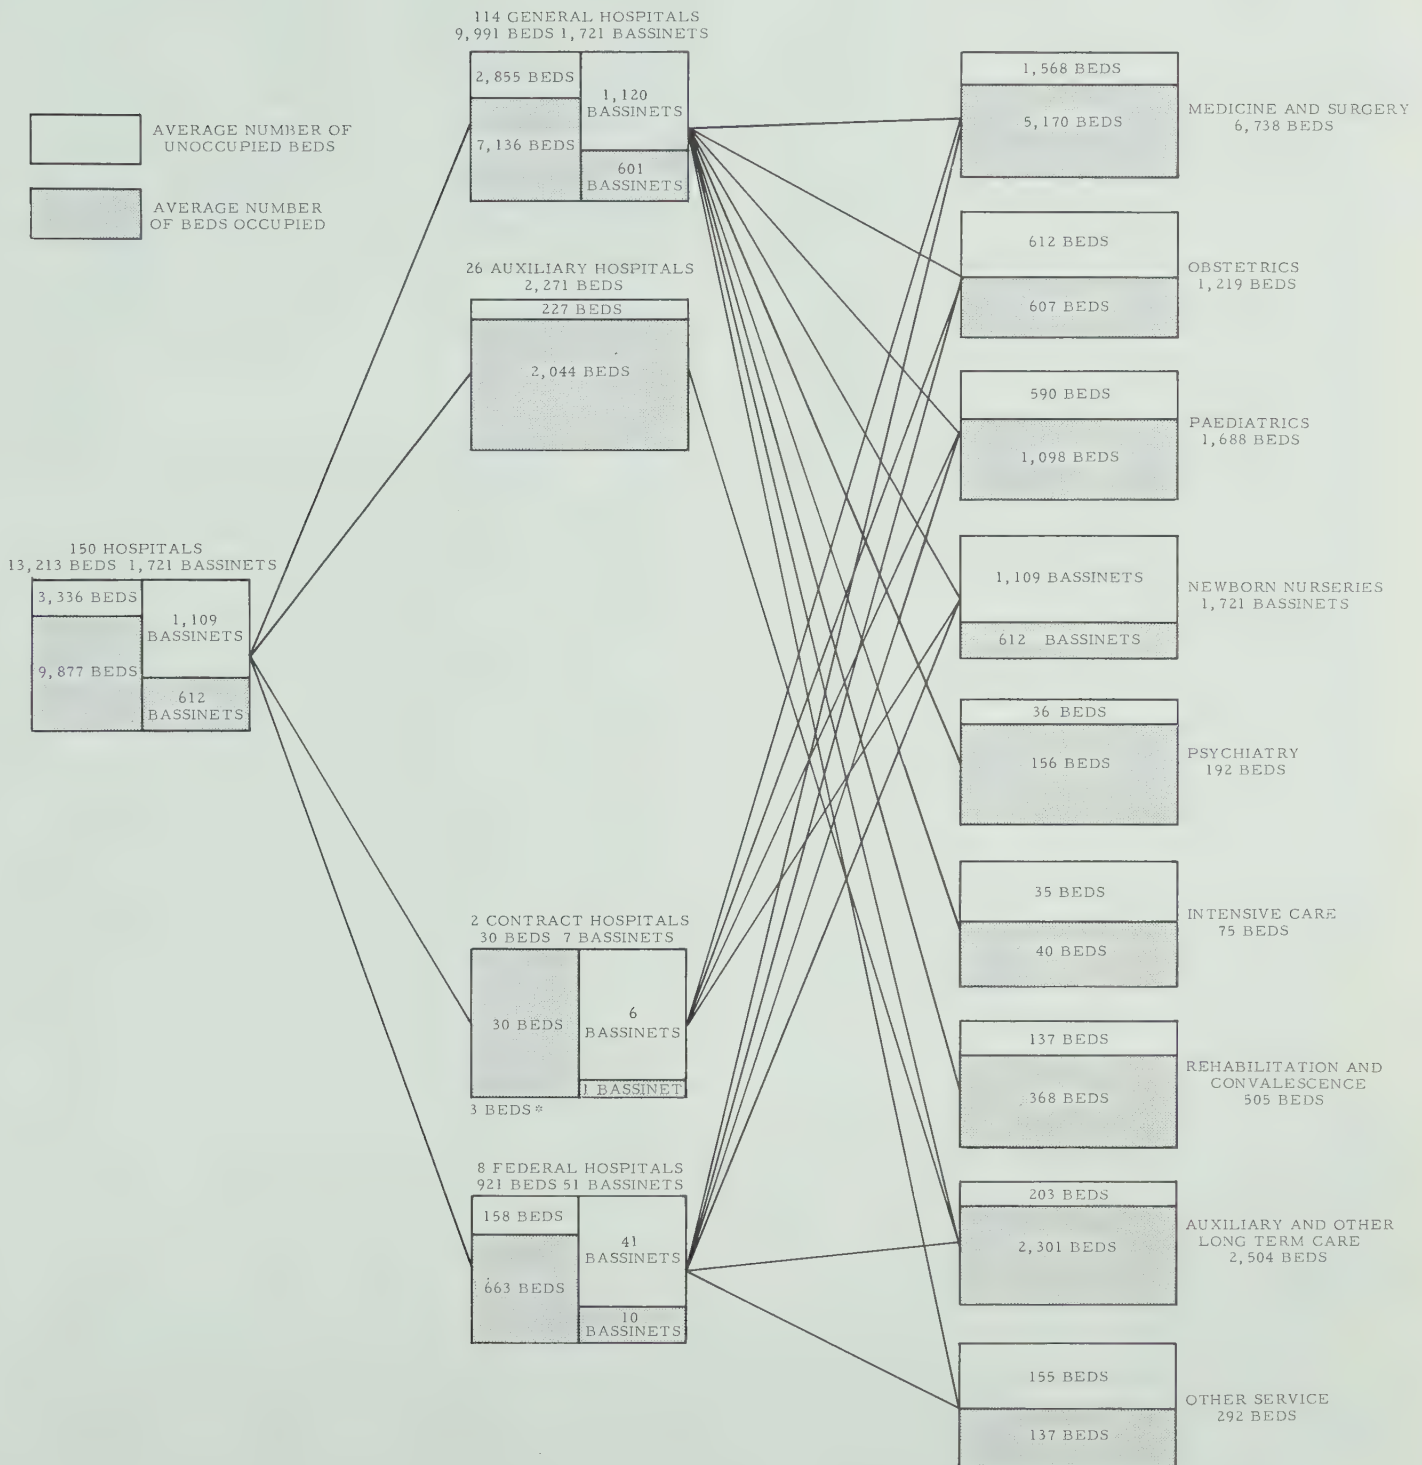 AVERAGE NUMBER OF
UNOCCUPIED BEDS
AVERAGE NUMBER
OF BEDS OCCUPIED
150 HOSPITALS
13,213 BEDS 1,721 BASSINETS
3,336 BEDS
9,877 BEDS
1,109
BASSINETS
612
BASSINETS
114 GENERAL HOSPITALS
9,991 BEDS 1,721 BASSINETS
2,855 BEDS
7,136 BEDS
1,120
BASSINETS
601
BASSINETS
26 AUXILIARY HOSPITALS
2,271 BEDS
227 BEDS
2,044 BEDS
2 CONTRACT HOSPITALS
30 BEDS 7 BASSINETS
30 BEDS
6
BASSINETS
1 BASSINET
3 BEDS*
8 FEDERAL HOSPITALS
921 BEDS 51 BASSINETS
158 BEDS
663 BEDS
41
BASSINETS
10
BASSINETS
1,568 BEDS
5,170 BEDS
MEDICINE AND SURGERY
6,738 BEDS
612 BEDS
607 BEDS
OBSTETRICS
1,219 BEDS
590 BEDS
1,098 BEDS
PAEDIATRICS
1,688 BEDS
1,109 BASSINETS
612 BASSINETS
NEWBORN NURSERIES
1,721 BASSINETS
36 BEDS
156 BEDS
PSYCHIATRY
192 BEDS
35 BEDS
40 BEDS
INTENSIVE CARE
75 BEDS
137 BEDS
368 BEDS
REHABILITATION AND
CONVALESCENCE
505 BEDS
203 BEDS
2,301 BEDS
AUXILIARY AND OTHER
LONG TERM CARE
2,504 BEDS
155 BEDS
137 BEDS
OTHER SERVICE
292 BEDS